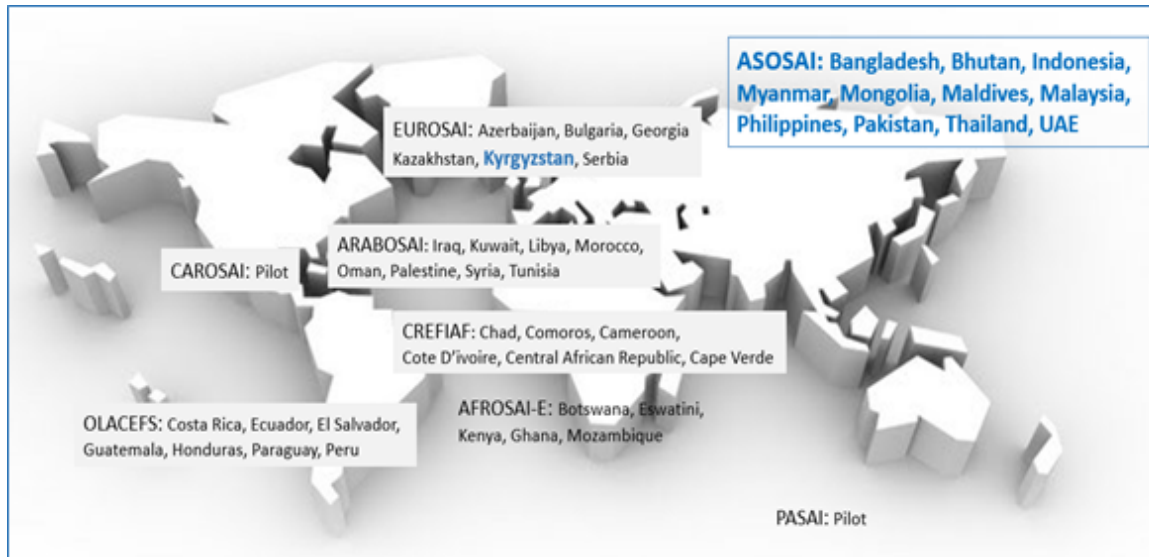 ASOSAI: Bangladesh, Bhutan, Indonesia,
Myanmar, Mongolia, Maldives, Malaysia,
Philippines, Pakistan, Thailand, UAE
EUROSAI: Azerbaijan, Bulgaria, Georgia
Kazakhstan, Kyrgyzstan, Serbia
ARABOSAI: Iraq, Kuwait, Libya, Morocco,
Oman, Palestine, Syria, Tunisia
CAROSAI: Pilot
CREFIAF: Chad, Comoros, Cameroon,
Cote D'ivoire, Central African Republic, Cape Verde
OLACEFS: Costa Rica, Ecuador, El Salvador,
Guatemala, Honduras, Paraguay, Peru
AFROSAI-E: Botswana, Eswatini,
Kenya, Ghana, Mozambique
PASAI: Pilot